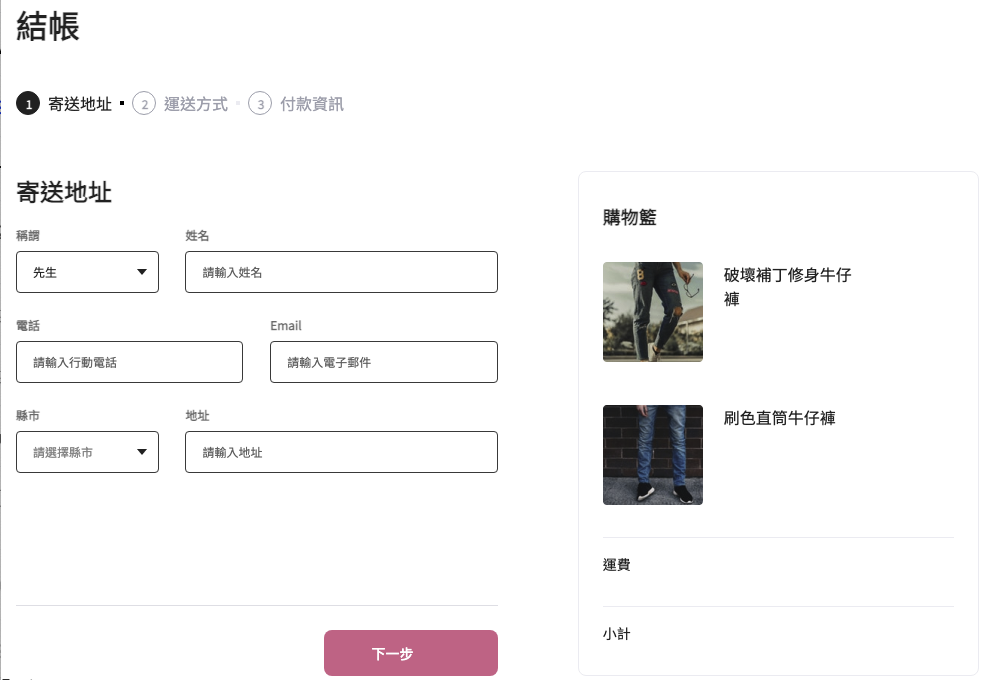 結帳
1 寄送地址 2 運送方式 3 付款資訊
寄送地址
稱謂 姓名
先生 請輸入姓名
電話 Email
請輸入行動電話 請輸入電子郵件
縣市 地址
請選擇縣市 請輸入地址
下一步
購物籃
破壞補丁修身牛仔
褲
刷色直筒牛仔褲
運費
小計